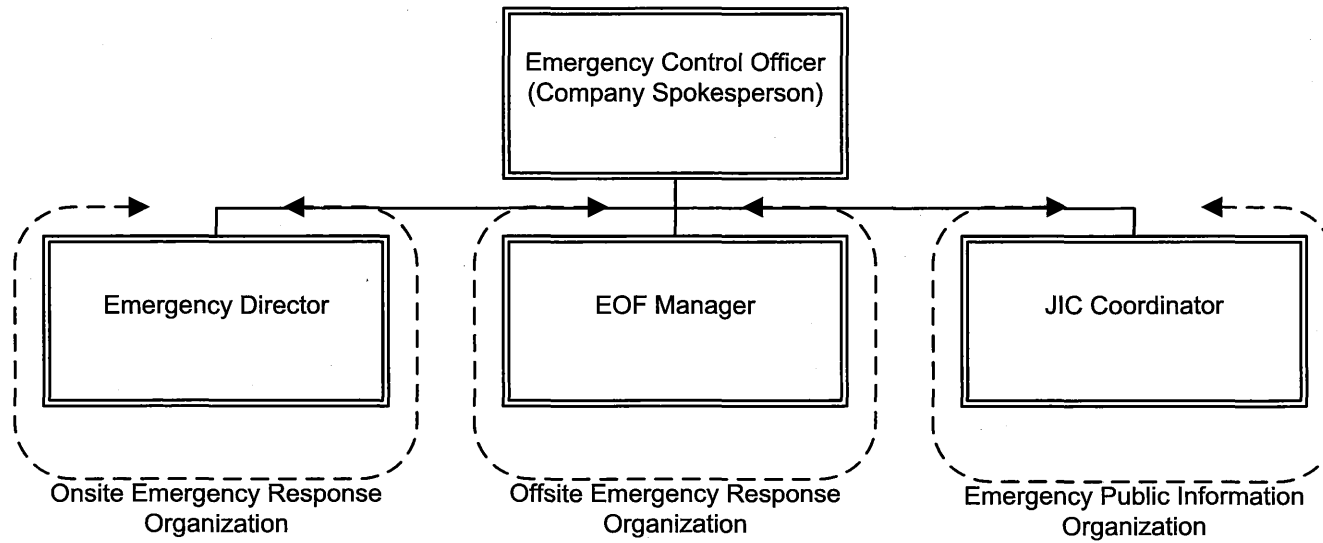 Emergency Control Officer
(Company Spokesperson)
Emergency Director
EOF Manager
JIC Coordinator
Onsite Emergency Response
Organization
Offsite Emergency Response
Organization
Emergency Public Information
Organization